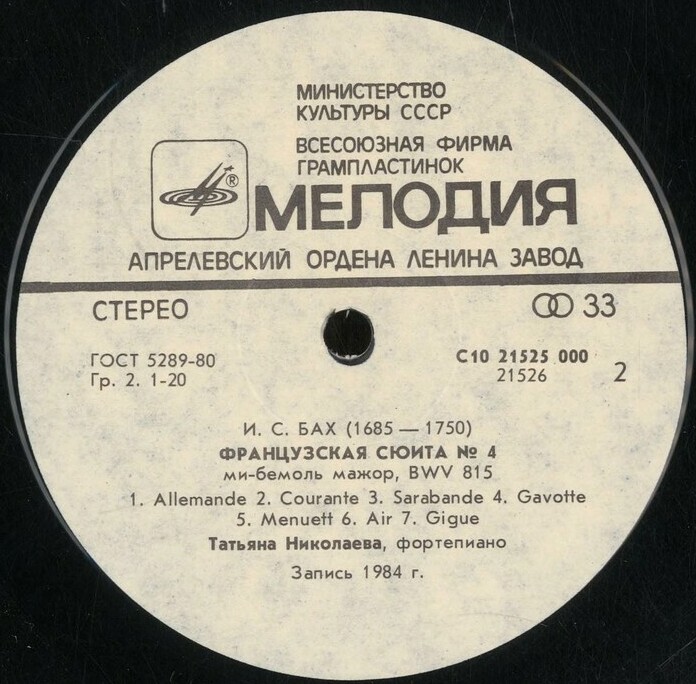 МИНИСТЕРСТВО
КУЛЬТУРЫ СССР
ВСЕСОЮЗНАЯ ФИРМА
ГРАМПЛАСТИНОК
®
МЕЛОДИЯ
АПРЕЛЕВСКИЙ ОРДЕНА ЛЕНИНА ЗАВОД
СТЕРЕО
33
ГОСТ 5289-80
Гр. 2. 1-20
С10 21525 000
21526
2
И. С. БАХ (1685 — 1750)
ФРАНЦУЗСКАЯ СЮИТА № 4
ми-бемоль мажор, BWV 815
1. Allemande 2. Courante 3. Sarabande 4. Gavotte
5. Menuett 6. Air 7. Gigue
Татьяна Николаева, фортепиано
Запись 1984 г.